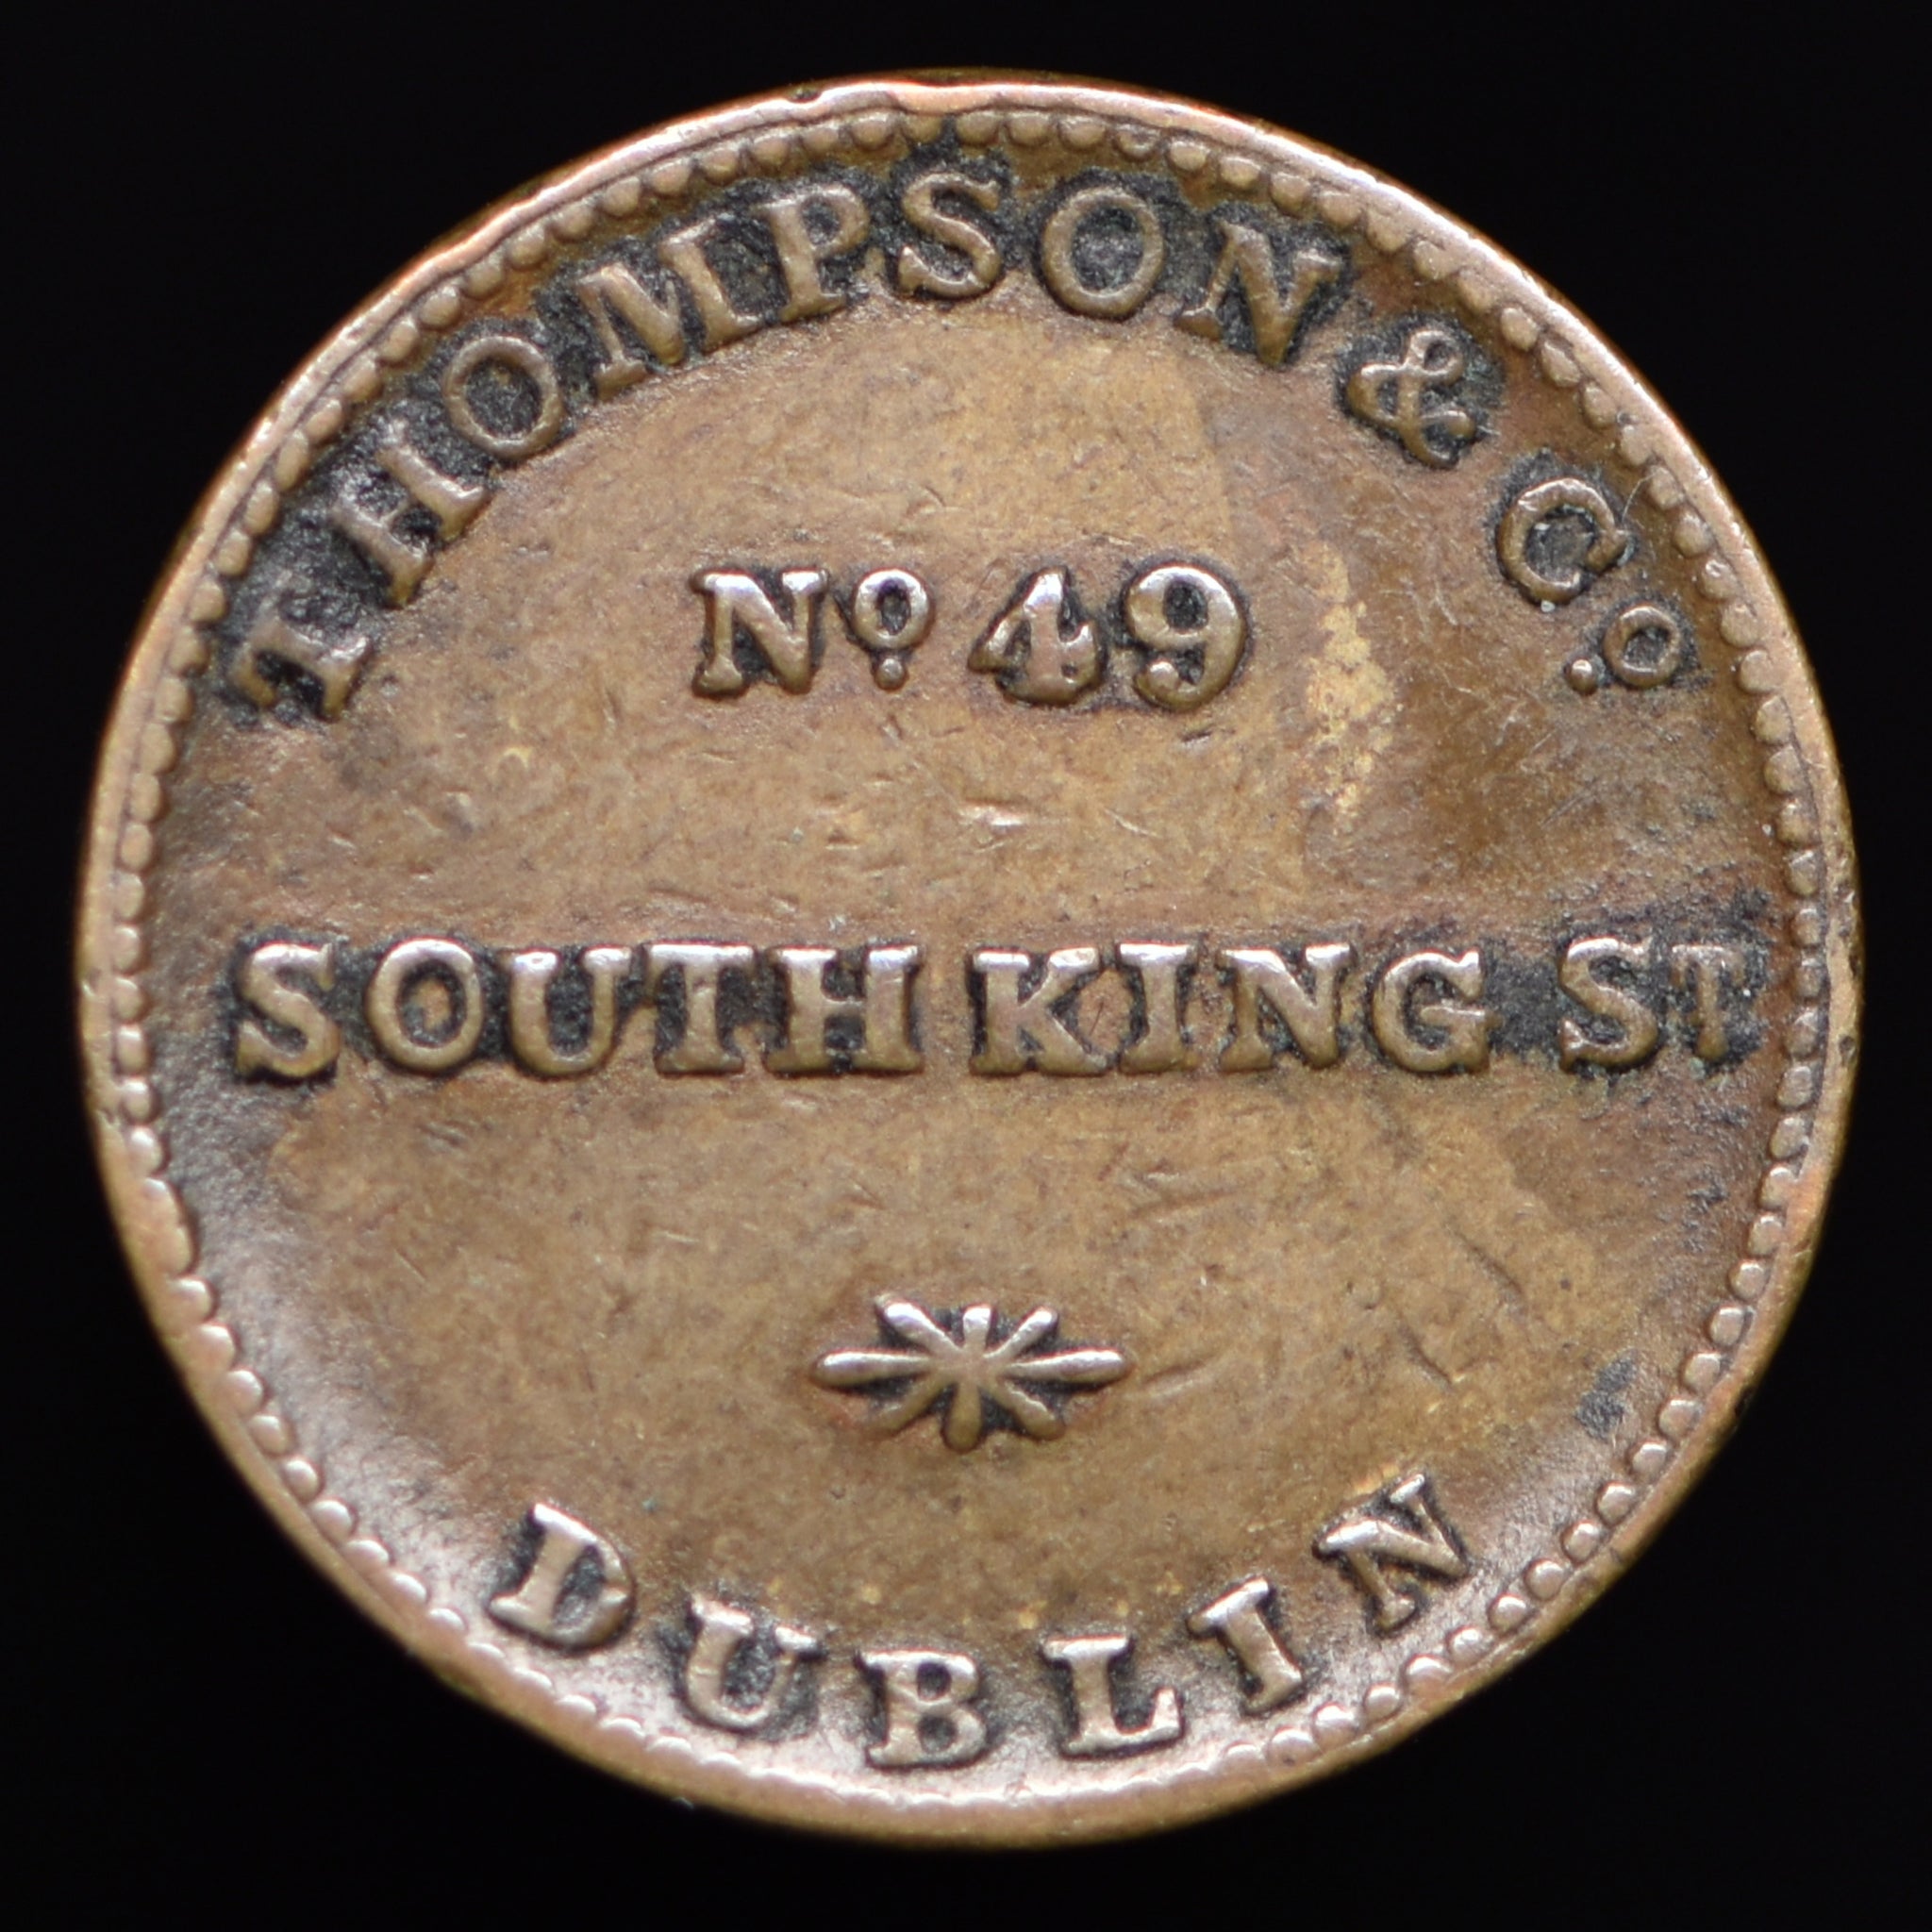 THOMPSON & Co.
No. 49
SOUTH KING ST
DUBLIN